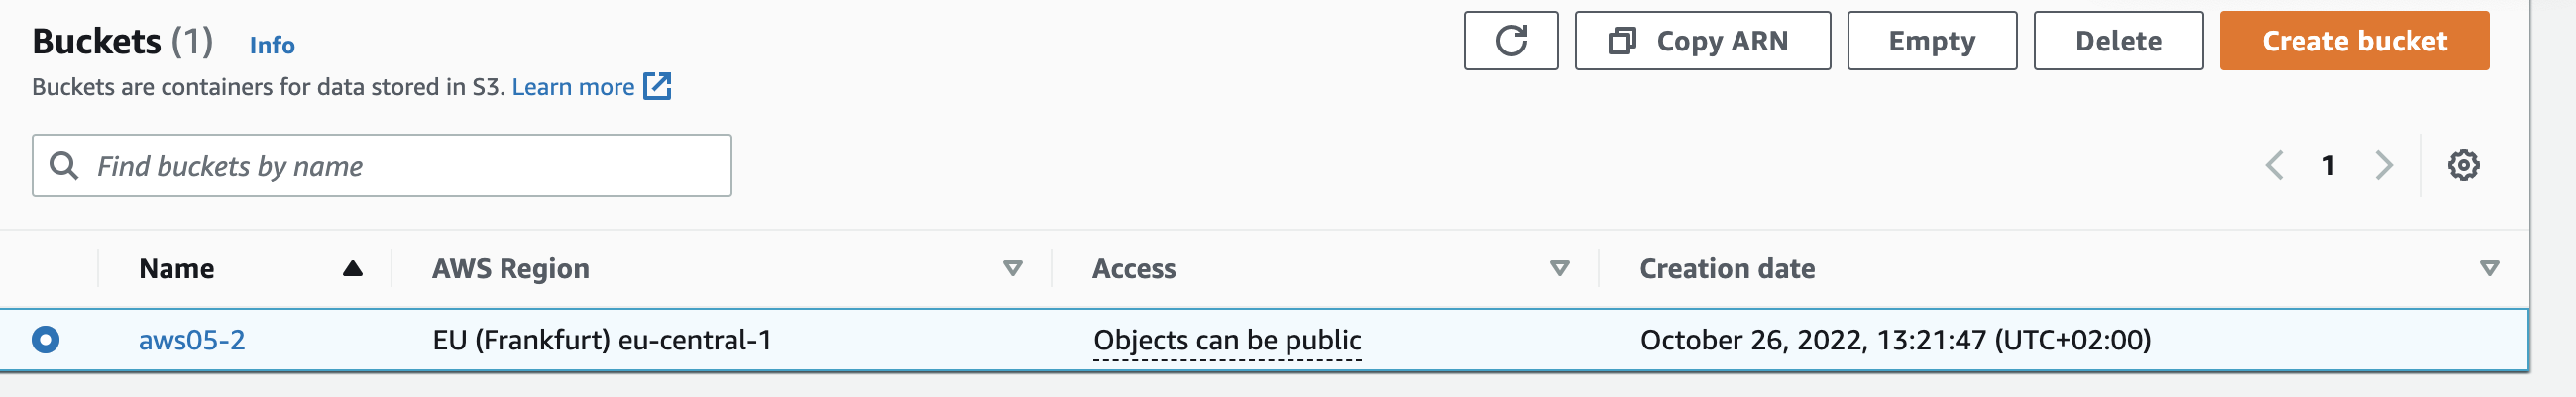 Buckets (1) Info
Copy ARN
Empty
Delete
Create bucket
Buckets are containers for data stored in S3. Learn more
Find buckets by name
1
Name AWS Region Access Creation date
aws05-2 EU (Frankfurt) eu-central-1 Objects can be public October 26, 2022, 13:21:47 (UTC+02:00)